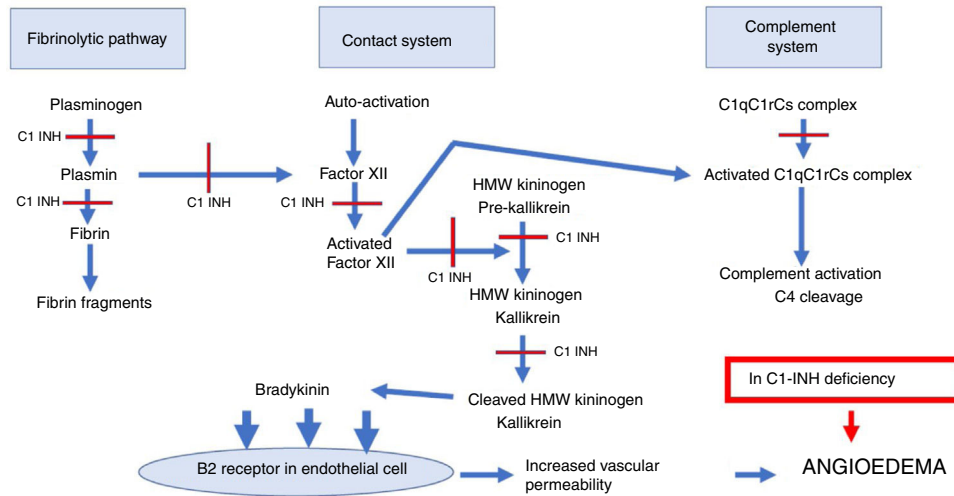 Fibrinolytic pathway
Contact system
Complement
system
Plasminogen
C1 INH
Plasmin
C1 INH
Fibrin
Fibrin fragments
C1 INH
Auto-activation
Factor XII
C1 INH
Activated
Factor XII
C1 INH
HMW kininogen
Pre-kallikrein
C1 INH
HMW kininogen
Kallikrein
C1 INH
Cleaved HMW kininogen
Kallikrein
Bradykinin
B2 receptor in endothelial cell
Increased vascular
permeability
C1qC1rCs complex
Activated C1qC1rCs complex
Complement activation
C4 cleavage
In C1-INH deficiency
ANGIOEDEMA